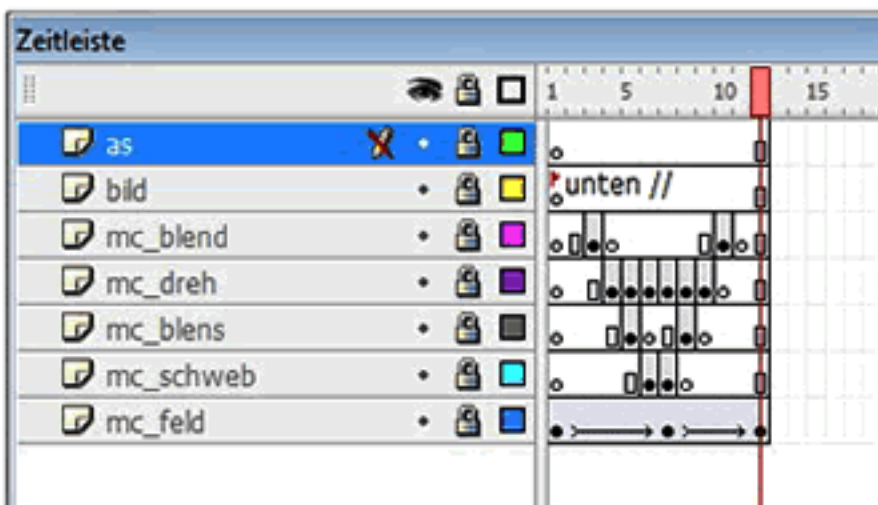 Zeitleiste
1 5 10 15
as
bild unten //
mc_blend
mc_dreh
mc_blens
mc_schweb
mc_feld